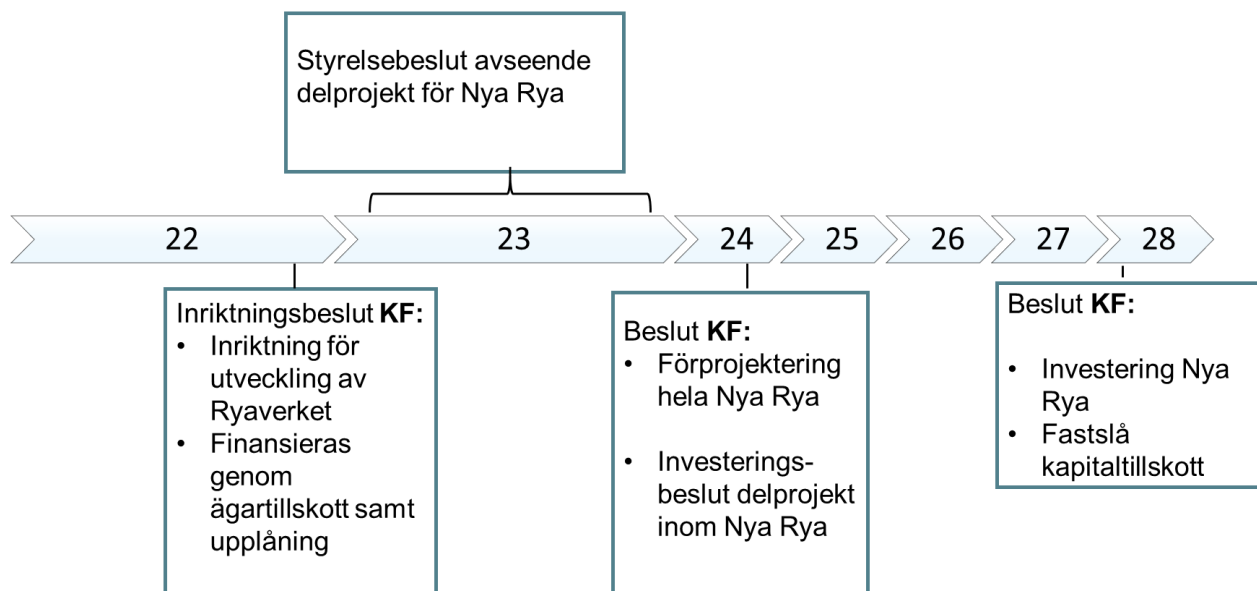 Styrelsebeslut avseende
delprojekt för Nya Rya
22
23
24
25
26
27
28
Inriktningsbeslut KF:
• Inriktning för
utveckling av
Ryaverket
• Finansieras
genom
ägartillskott samt
upplåning
Beslut KF:
• Förprojektering
hela Nya Rya
• Investerings-
beslut delprojekt
inom Nya Rya
Beslut KF:
• Investering Nya
Rya
• Fastslå
kapitaltillskott